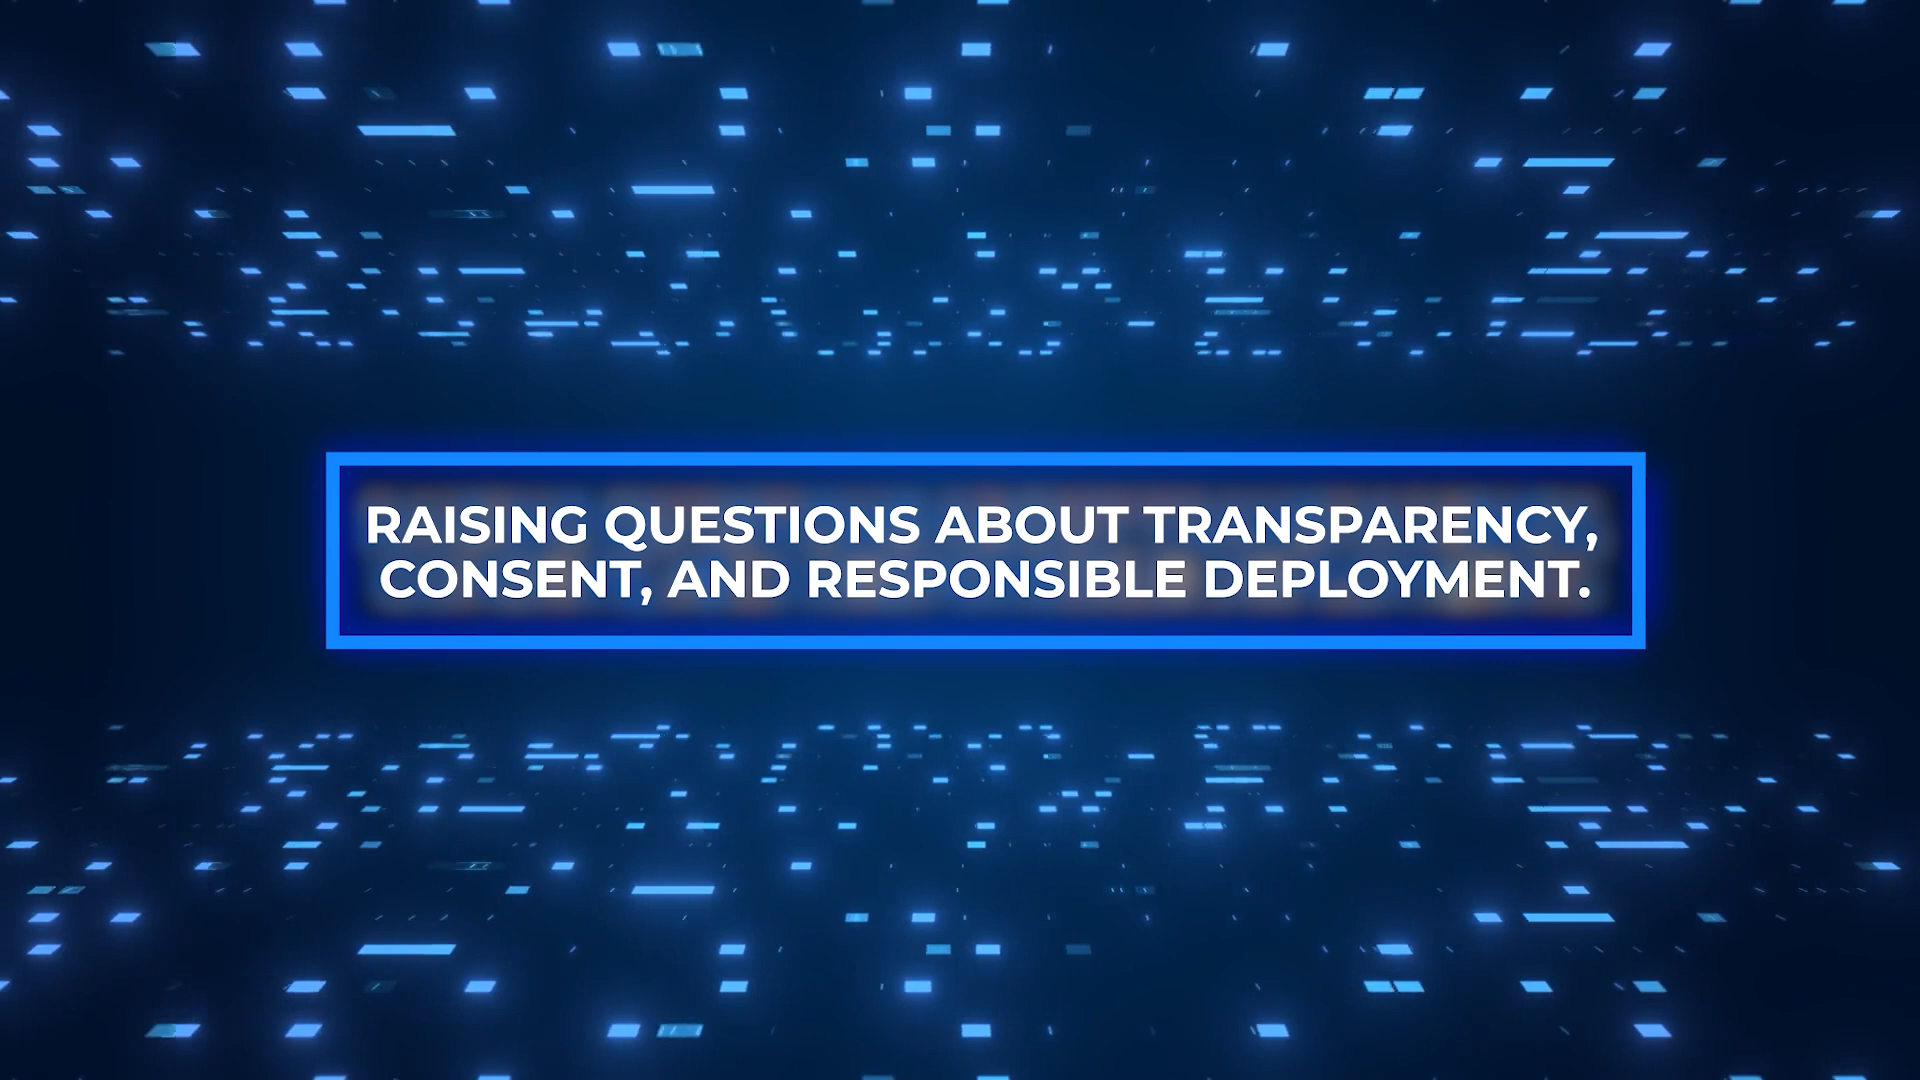 RAISING QUESTIONS ABOUT TRANSPARENCY,
CONSENT, AND RESPONSIBLE DEPLOYMENT.